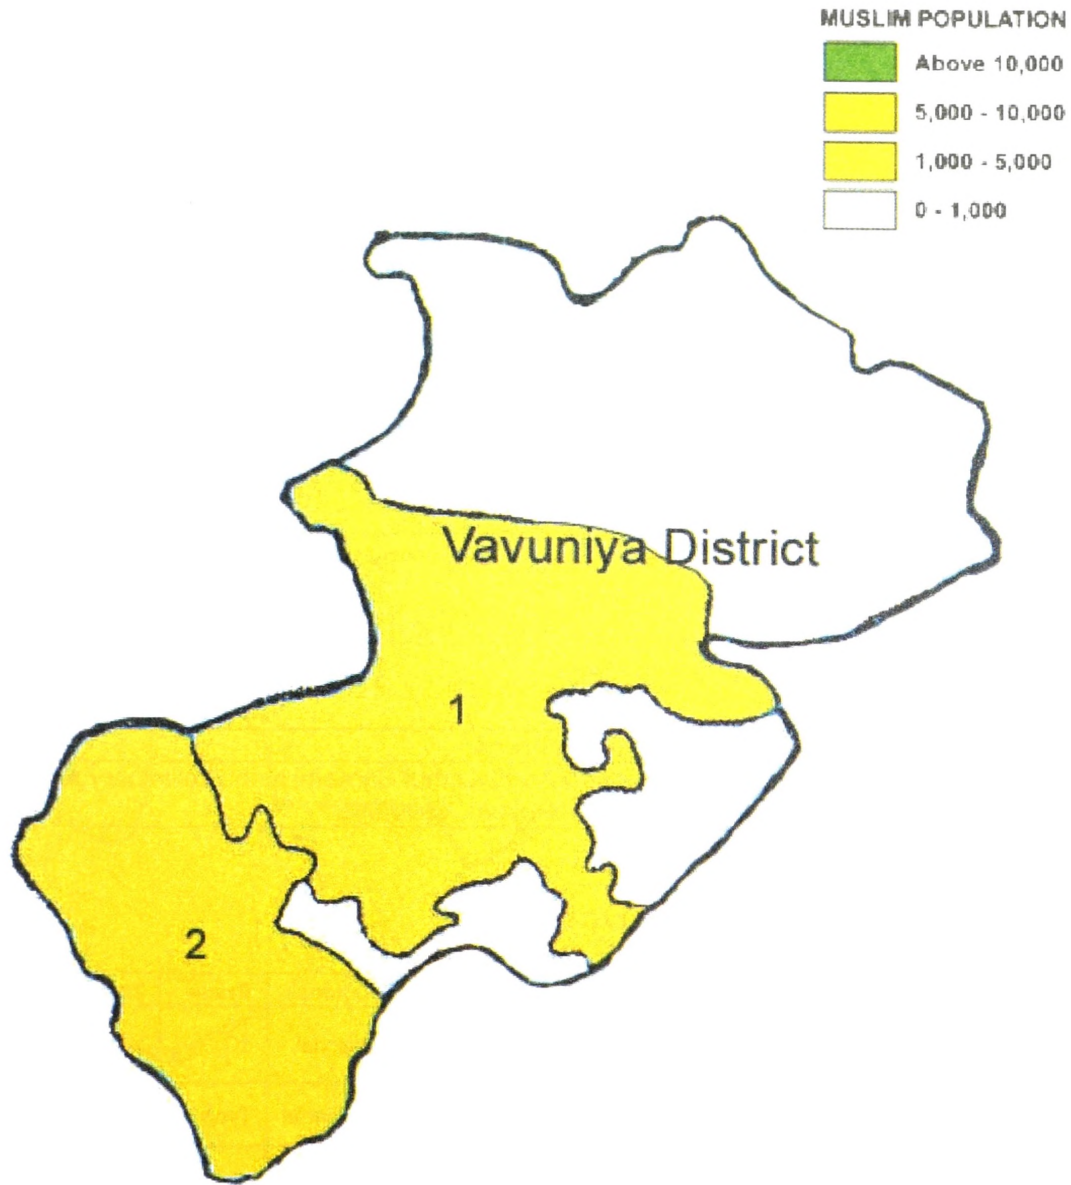 MUSLIM POPULATION
Above 10,000
5,000 - 10,000
1,000 - 5,000
0 - 1,000
Vavuniya District
1
2